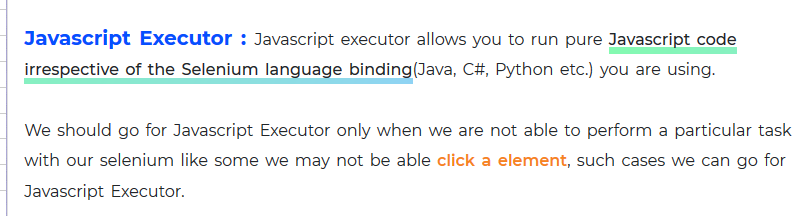 Javascript Executor : Javascript executor allows you to run pure Javascript code
irrespective of the Selenium language binding(Java, C#, Python etc.) you are using.
We should go for Javascript Executor only when we are not able to perform a particular task
with our selenium like some we may not be able click a element, such cases we can go for
Javascript Executor.